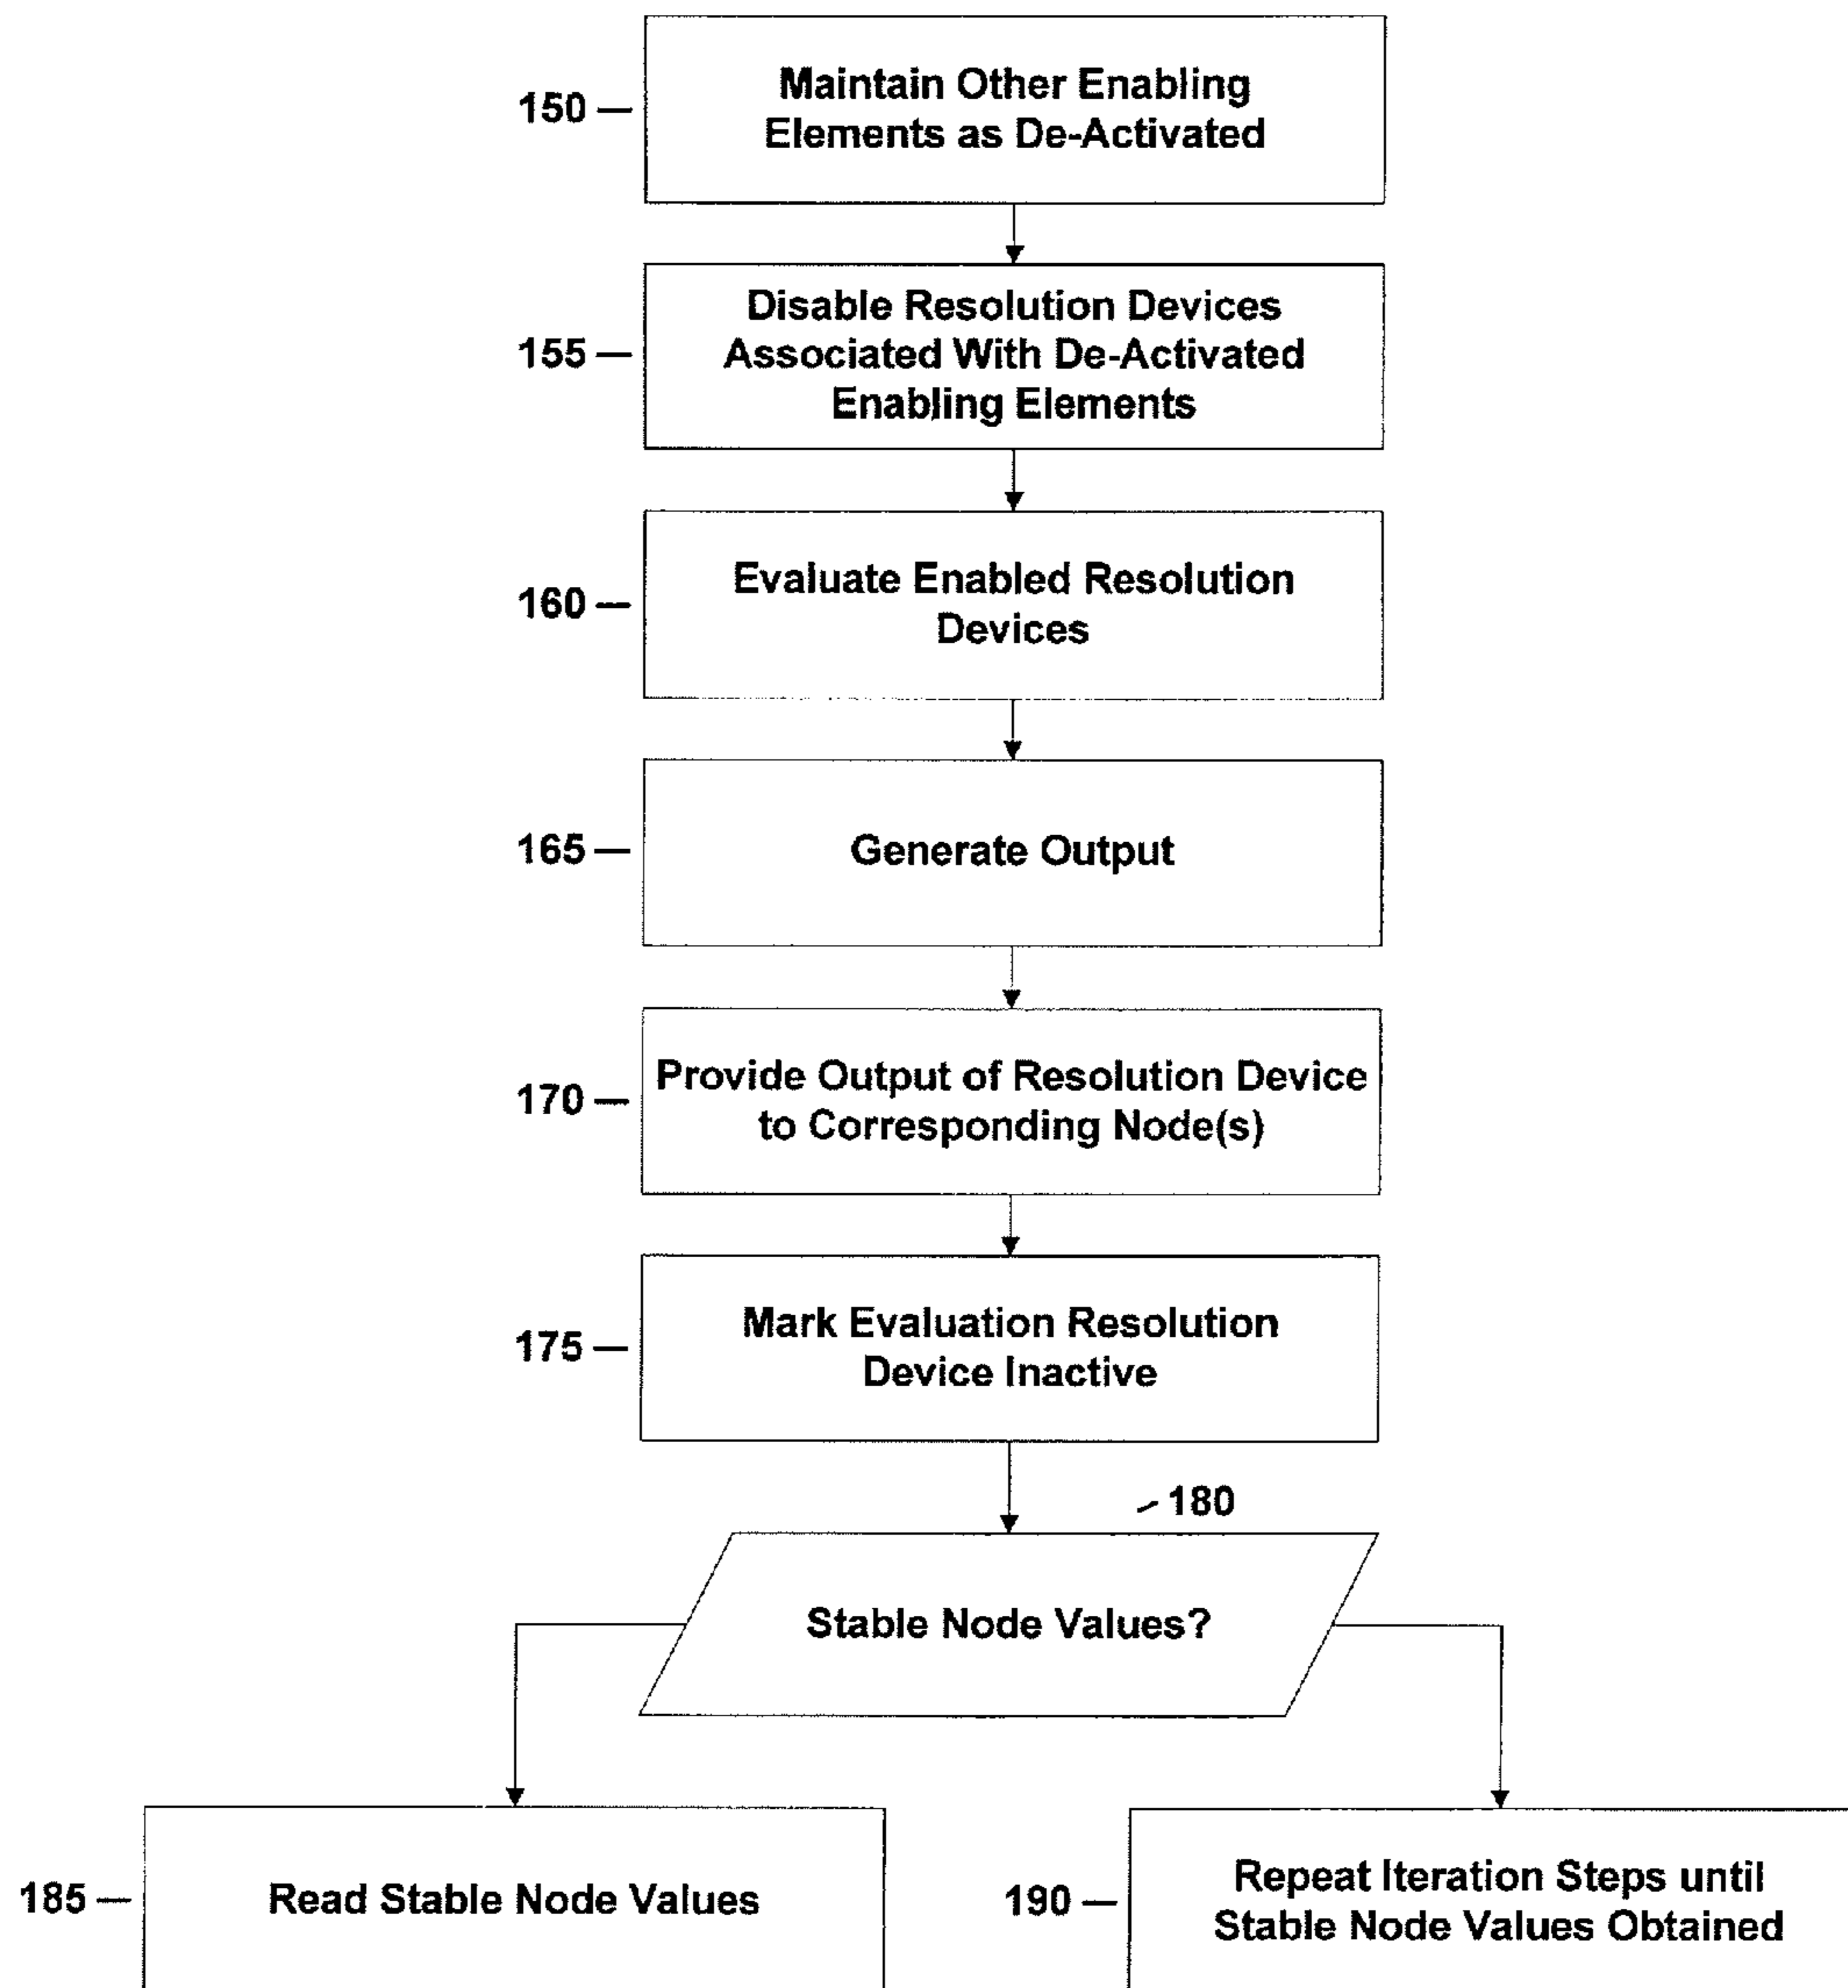 150
Maintain Other Enabling
Elements as De-Activated
155
Disable Resolution Devices
Associated With De-Activated
Enabling Elements
160
Evaluate Enabled Resolution
Devices
165
Generate Output
170
Provide Output of Resolution Device
to Corresponding Node(s)
175
Mark Evaluation Resolution
Device Inactive
180
Stable Node Values?
185
Read Stable Node Values
190
Repeat Iteration Steps until
Stable Node Values Obtained